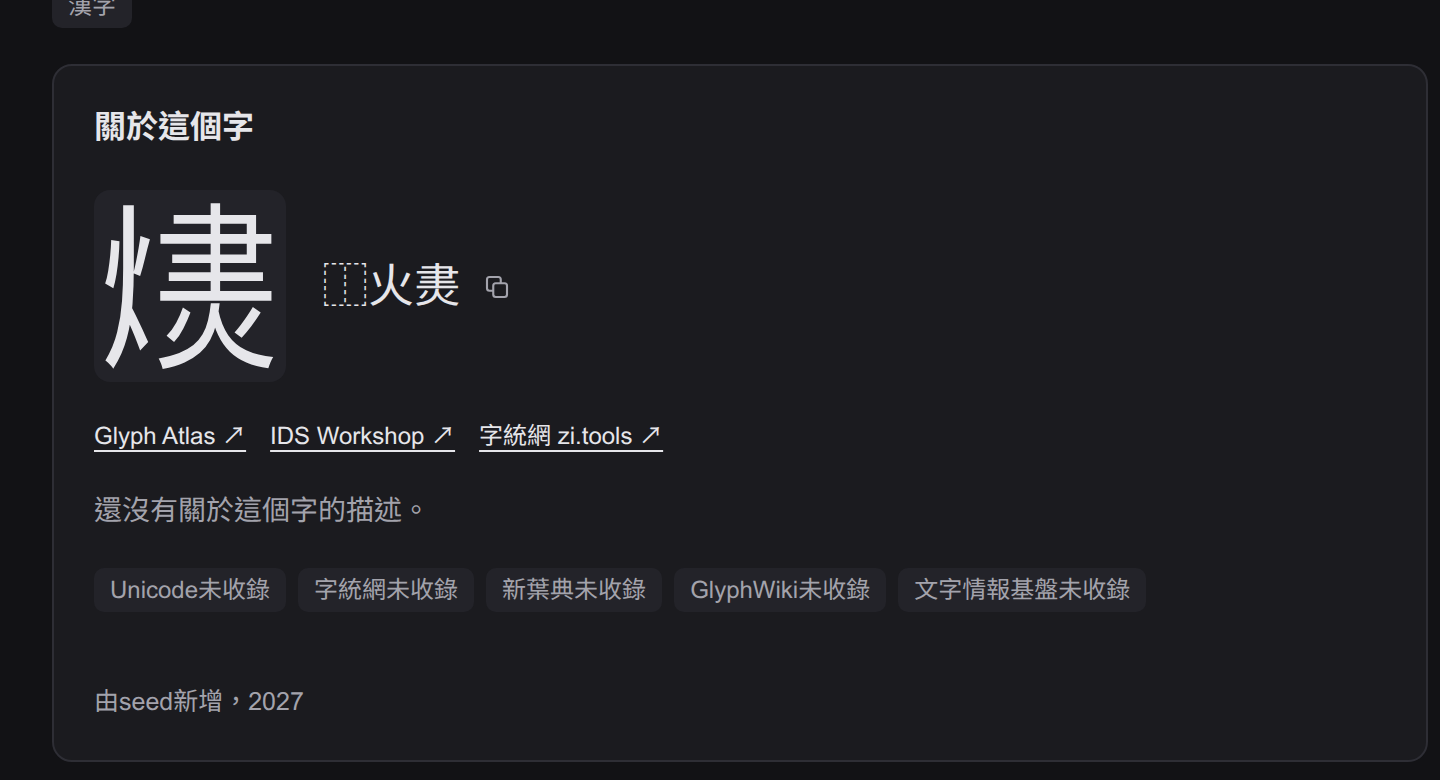 漢字
關於這個字
⿰火㶳
⿰火㶳
Glyph Atlas ↗ IDS Workshop ↗ 字統網 zi.tools ↗
還沒有關於這個字的描述。
Unicode未收錄 字統網未收錄 新葉典未收錄 GlyphWiki未收錄 文字情報基盤未收錄
由seed新增，2027